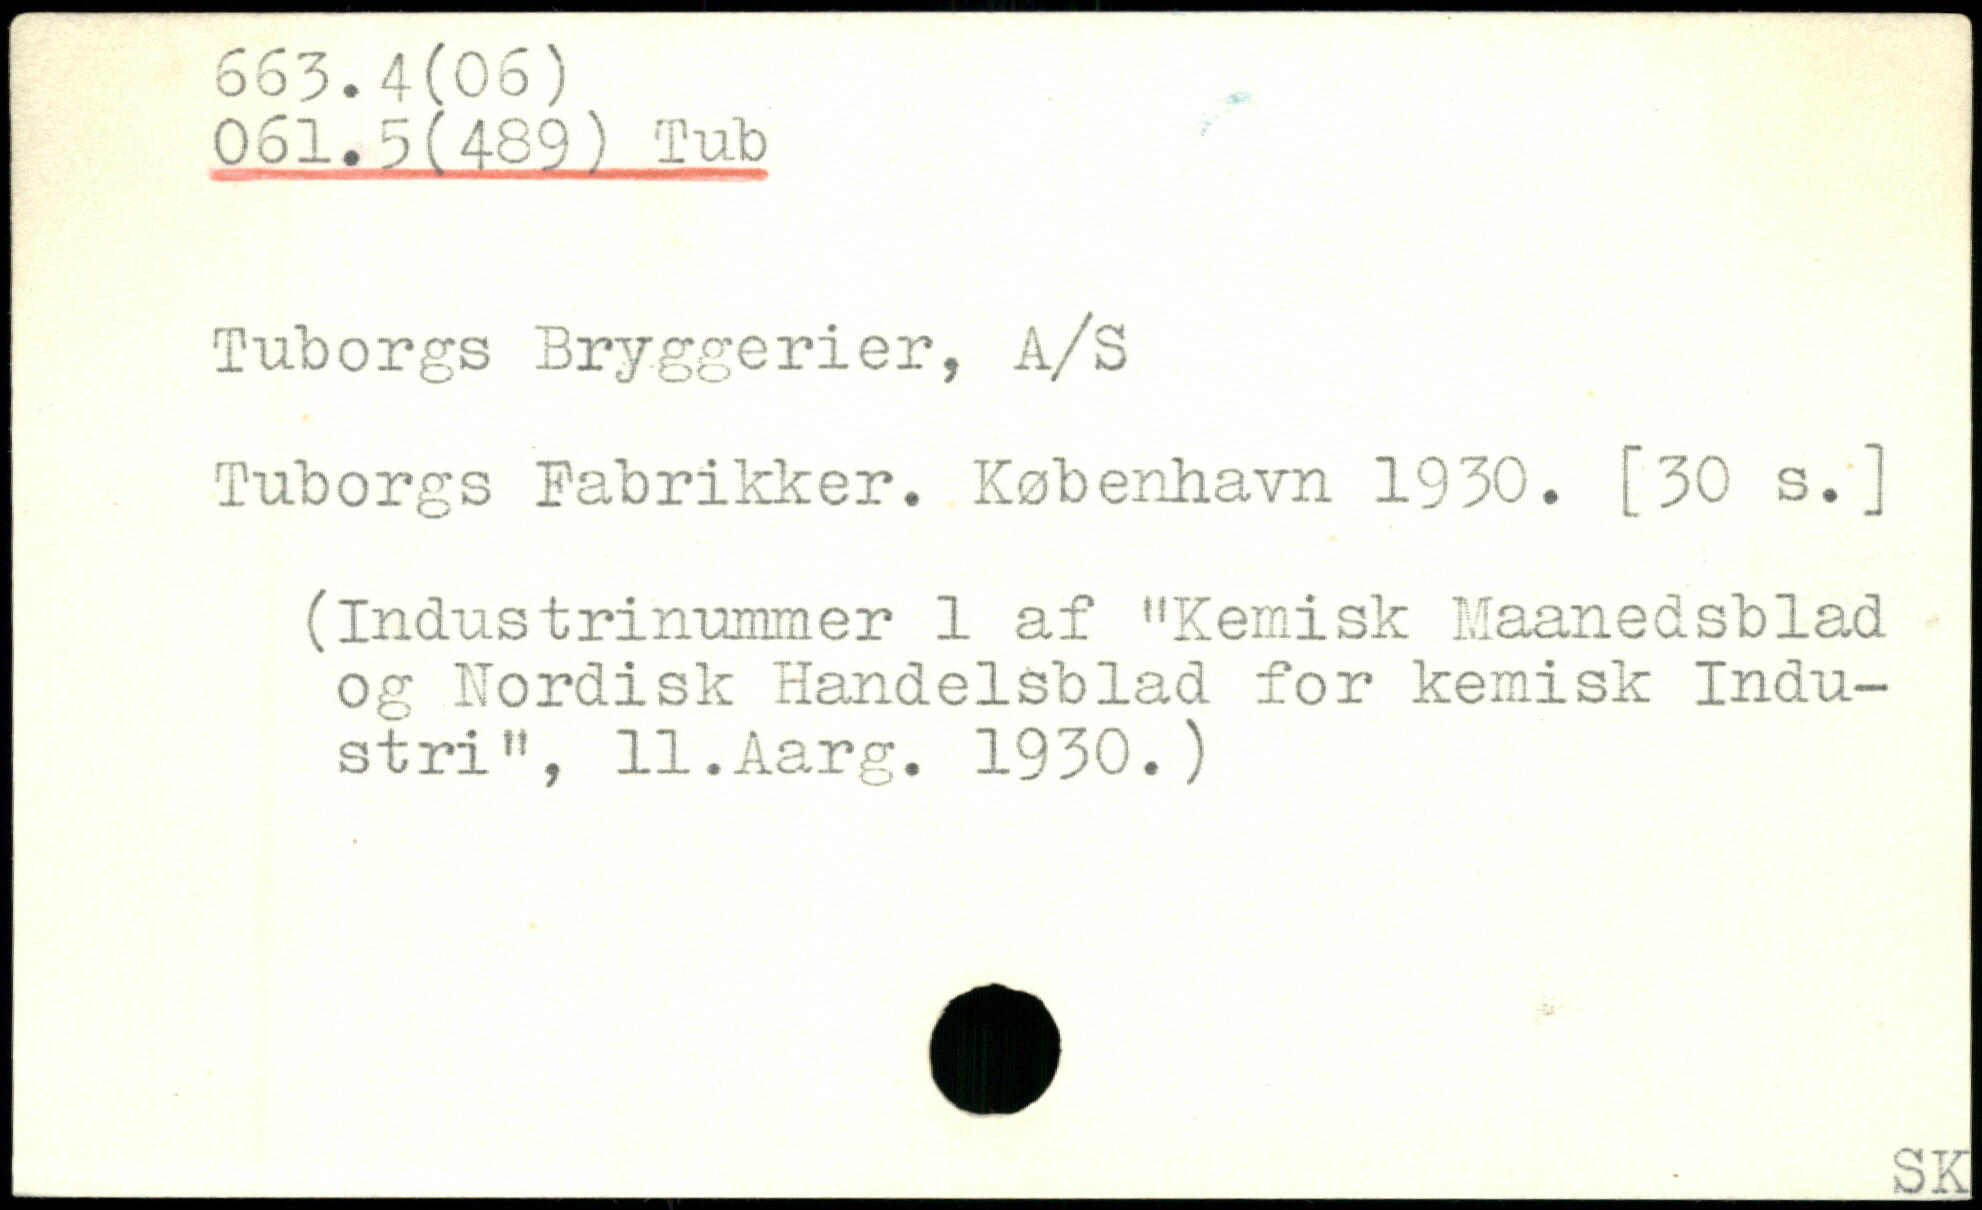 663.4(06)
061.5(489) Tub
Tuborgs Bryggerier, A/S
Tuborgs Fabrikker. København 1930. [30 s.]
(Industrinummer 1 af "Kemisk Maanedsblad
og Nordisk Handelsblad for kemisk Indu-
stri", 11.Aarg. 1930.)
SK